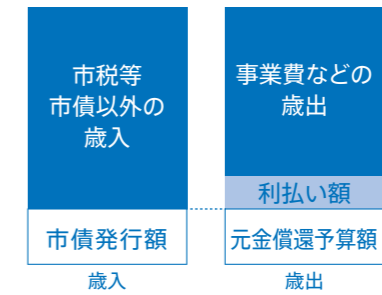 市税等
市債以外の
歳入
市債発行額
歳入
事業費などの
歳出
利払い額
元金償還予算額
歳出